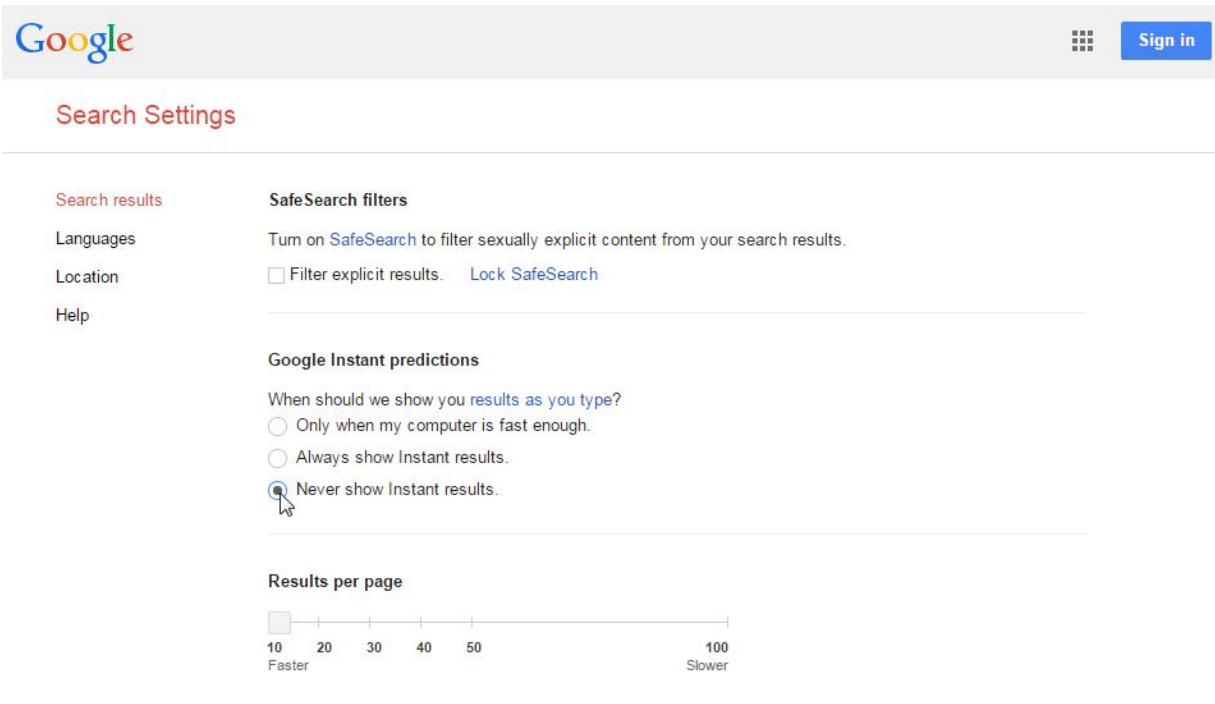 Google
Sign in
Search Settings
Search results
Languages
Location
Help
SafeSearch filters
Turn on SafeSearch to filter sexually explicit content from your search results.
Filter explicit results. Lock SafeSearch
Google Instant predictions
When should we show you results as you type?
Only when my computer is fast enough.
Always show Instant results.
Never show Instant results.
Results per page
10 20 30 40 50 100
Faster Slower